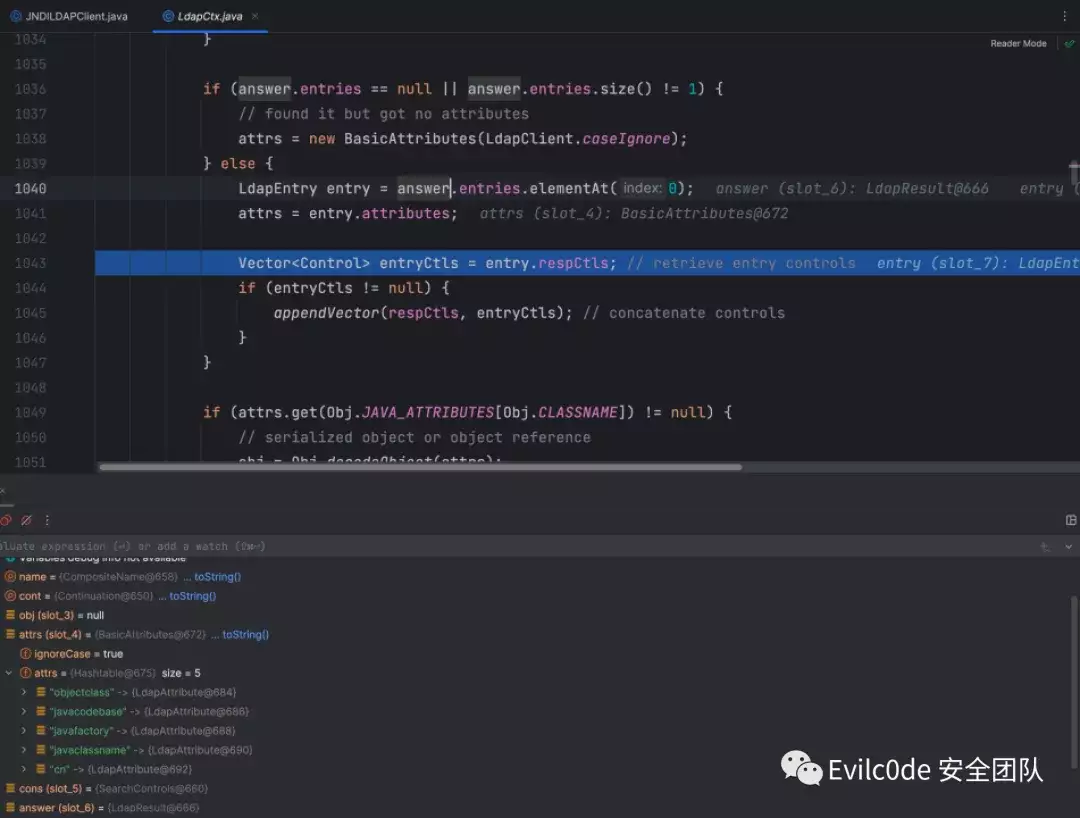 JNDILDAPClient.java
LdapCtx.java ×
Reader Mode
1034 }
1035
1036 if (answer.entries == null || answer.entries.size() != 1) {
1037 // found it but got no attributes
1038 attrs = new BasicAttributes(LdapClient.caseIgnore);
1039 } else {
1040 LdapEntry entry = answer.entries.elementAt( index: 0); answer (slot_6): LdapResult@666 entry (
1041 attrs = entry.attributes; attrs (slot_4): BasicAttributes@672
1042
1043 Vector<Control> entryCtls = entry.respCtls; // retrieve entry controls entry (slot_7): LdapEnt
1044 if (entryCtls != null) {
1045 appendVector(respCtls, entryCtls); // concatenate controls
1046 }
1047 }
1048
1049 if (attrs.get(Obj.JAVA_ATTRIBUTES[Obj.CLASSNAME]) != null) {
1050 // serialized object or object reference
1051 obj = Obj.decodeObject(attrs);
luate expression (⏎) or add a watch (⇧⌘⏎)
Variables debug info not available
name = {CompositeName@658} ... toString()
cont = {Continuation@650} ... toString()
obj (slot_3) = null
attrs (slot_4) = {BasicAttributes@672} ... toString()
ignoreCase = true
attrs = {Hashtable@675} size = 5
"objectclass" -> {LdapAttribute@684}
"javacodebase" -> {LdapAttribute@686}
"javafactory" -> {LdapAttribute@688}
"javaclassname" -> {LdapAttribute@690}
"cn" -> {LdapAttribute@692}
cons (slot_5) = {SearchControls@660}
answer (slot_6) = {LdapResult@666}
Evilc0de 安全团队